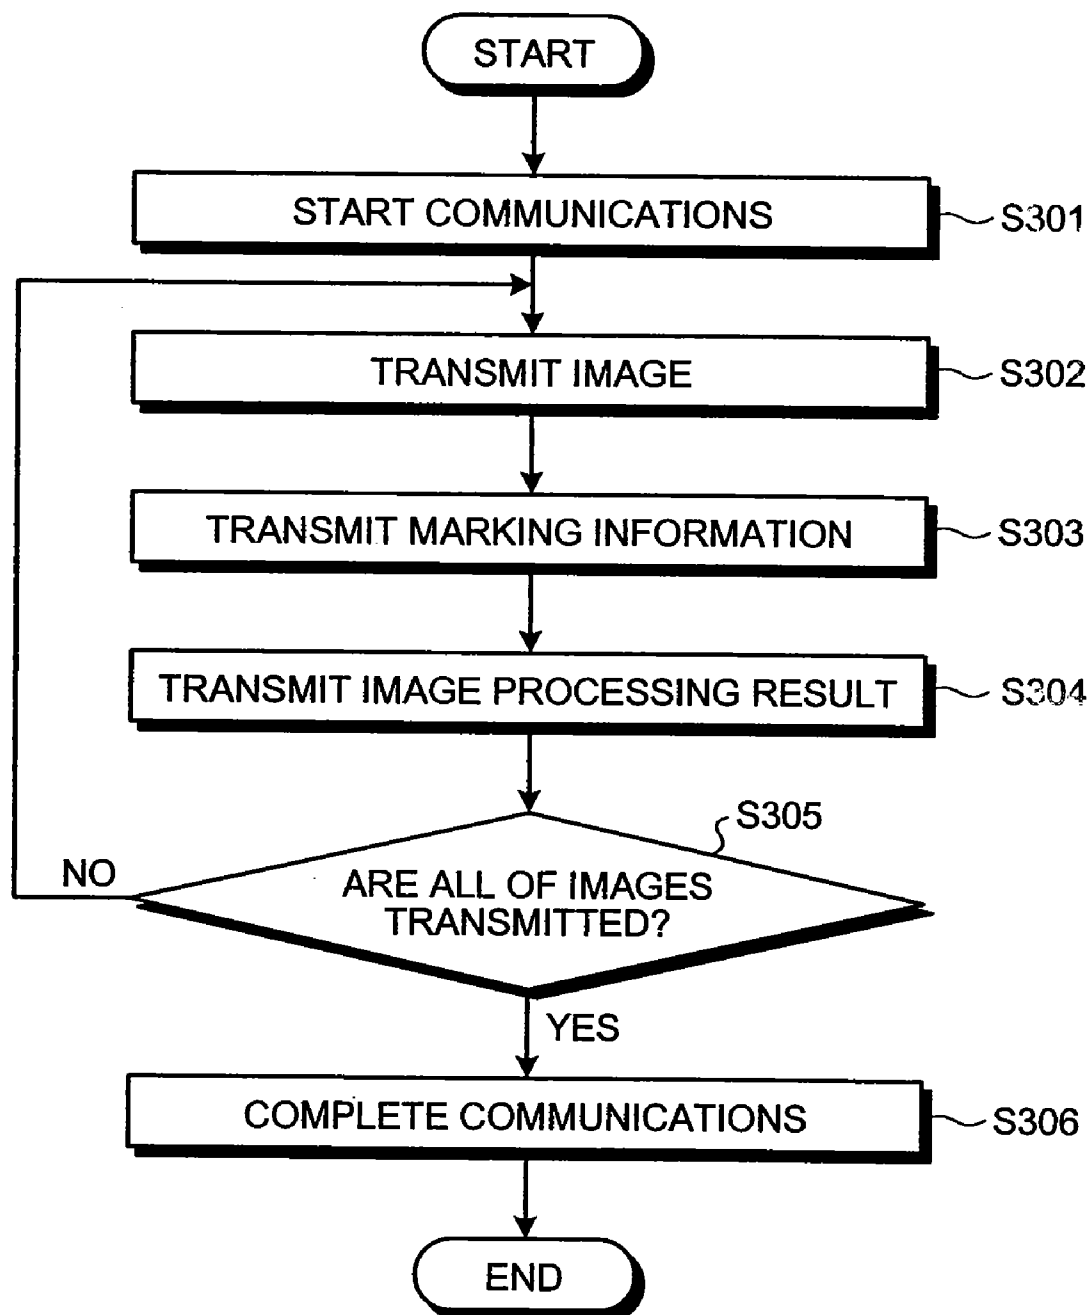 START
START COMMUNICATIONS
S301
TRANSMIT IMAGE
S302
TRANSMIT MARKING INFORMATION
S303
TRANSMIT IMAGE PROCESSING RESULT
S304
S305
NO
ARE ALL OF IMAGES
TRANSMITTED?
YES
COMPLETE COMMUNICATIONS
S306
END